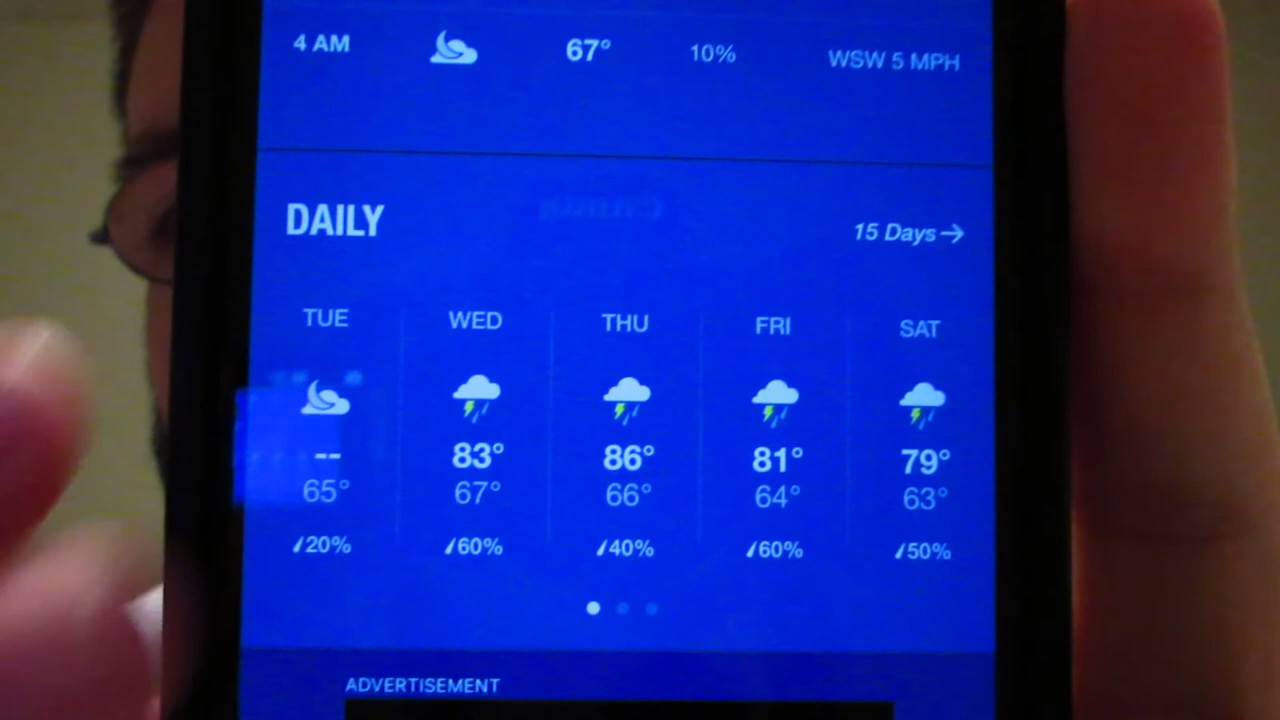 4 AM 67° 10% WSW 5 MPH
DAILY 15 Days→
TUE WED THU FRI SAT
-- 83° 86° 81° 79°
65° 67° 66° 64° 63°
20% 60% 40% 60% 50%
ADVERTISEMENT